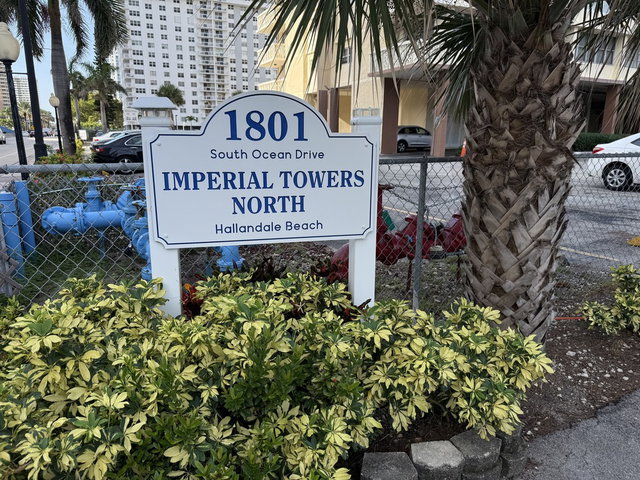 1801
South Ocean Drive
IMPERIAL TOWERS
NORTH
Hallandale Beach